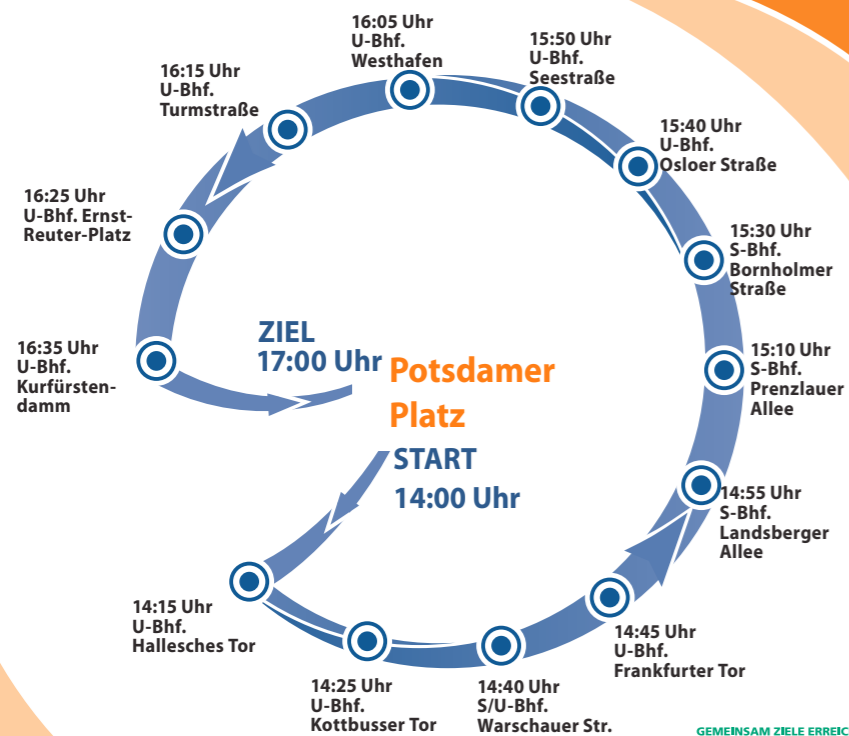 16:05 Uhr
U-Bhf.
Westhafen
15:50 Uhr
U-Bhf.
Seestraße
16:15 Uhr
U-Bhf.
Turmstraße
15:40 Uhr
U-Bhf.
Osloer Straße
16:25 Uhr
U-Bhf. Ernst-
Reuter-Platz
15:30 Uhr
S-Bhf.
Bornholmer
Straße
16:35 Uhr
U-Bhf.
Kurfürsten-
damm
ZIEL
17:00 Uhr
Potsdamer
Platz
START
14:00 Uhr
15:10 Uhr
S-Bhf.
Prenzlauer
Allee
14:55 Uhr
S-Bhf.
Landsberger
Allee
14:15 Uhr
U-Bhf.
Hallesches Tor
14:45 Uhr
U-Bhf.
Frankfurter Tor
14:25 Uhr
U-Bhf.
Kottbusser Tor
14:40 Uhr
S/U-Bhf.
Warschauer Str.
GEMEINSAM ZIELE ERREIC